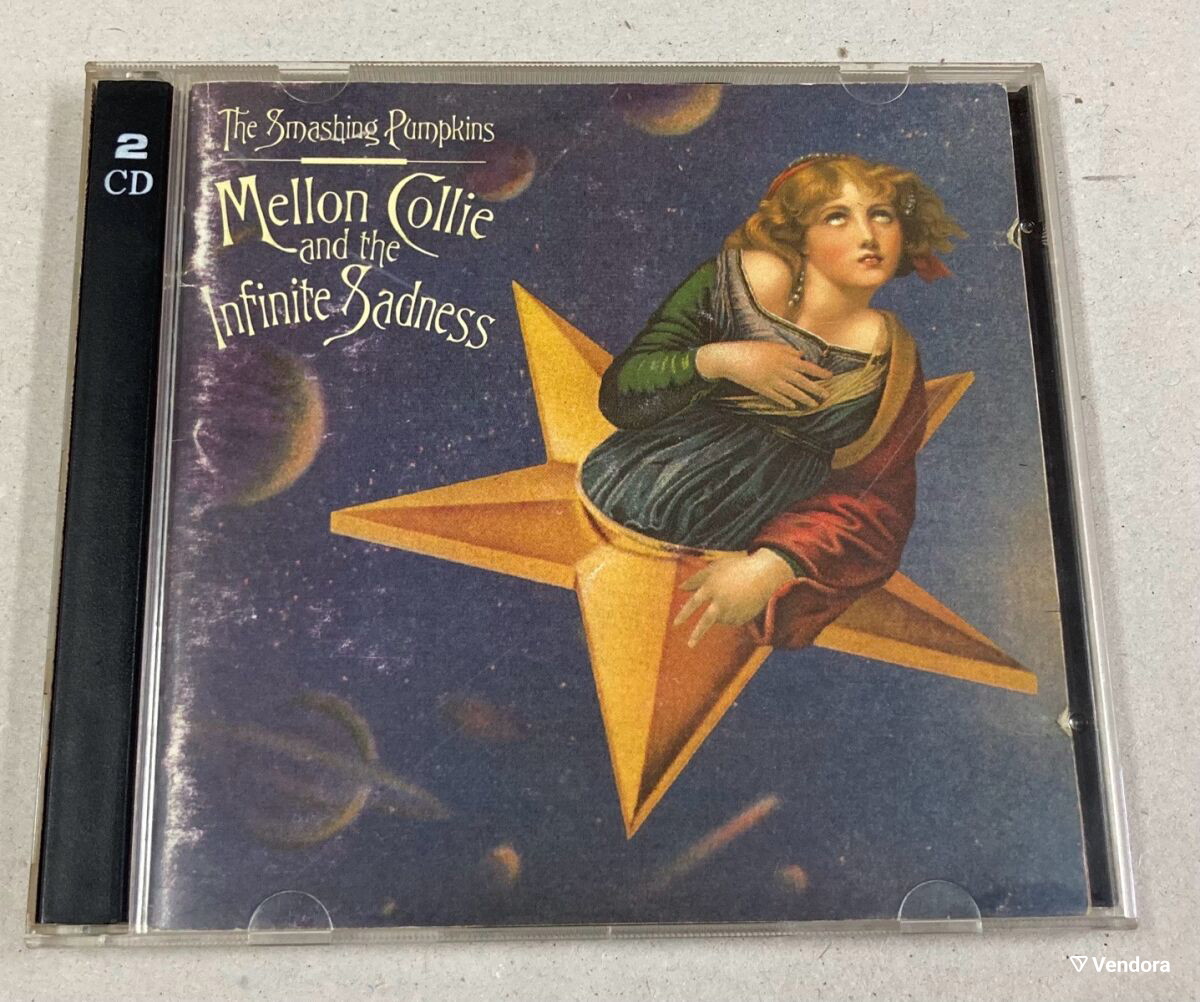 2
CD
The Smashing Pumpkins
Mellon Collie
and the
Infinite Sadness
Vendora